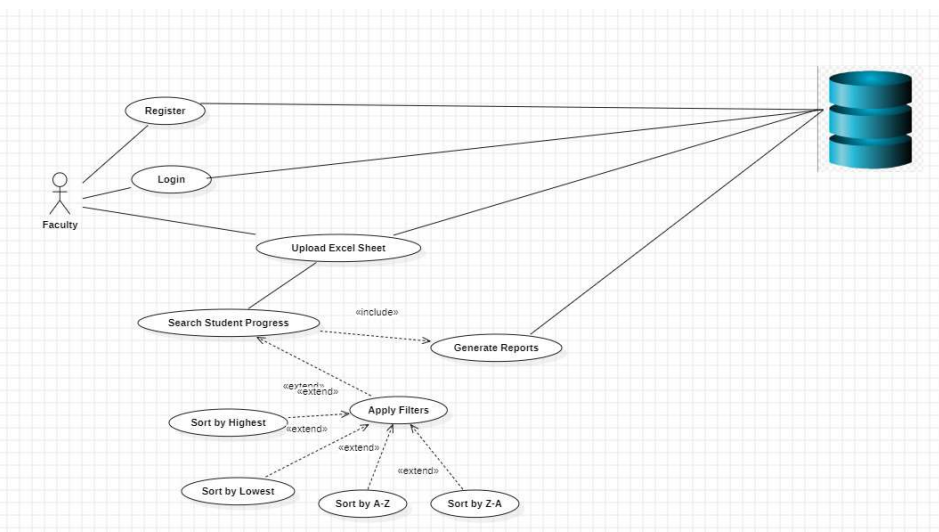 Register
Login
Faculty
Upload Excel Sheet
«include»
Search Student Progress
Generate Reports
«extend»
«extend»
Apply Filters
Sort by Highest
«extend»
«extend»
«extend»
Sort by Lowest
Sort by A-Z
Sort by Z-A